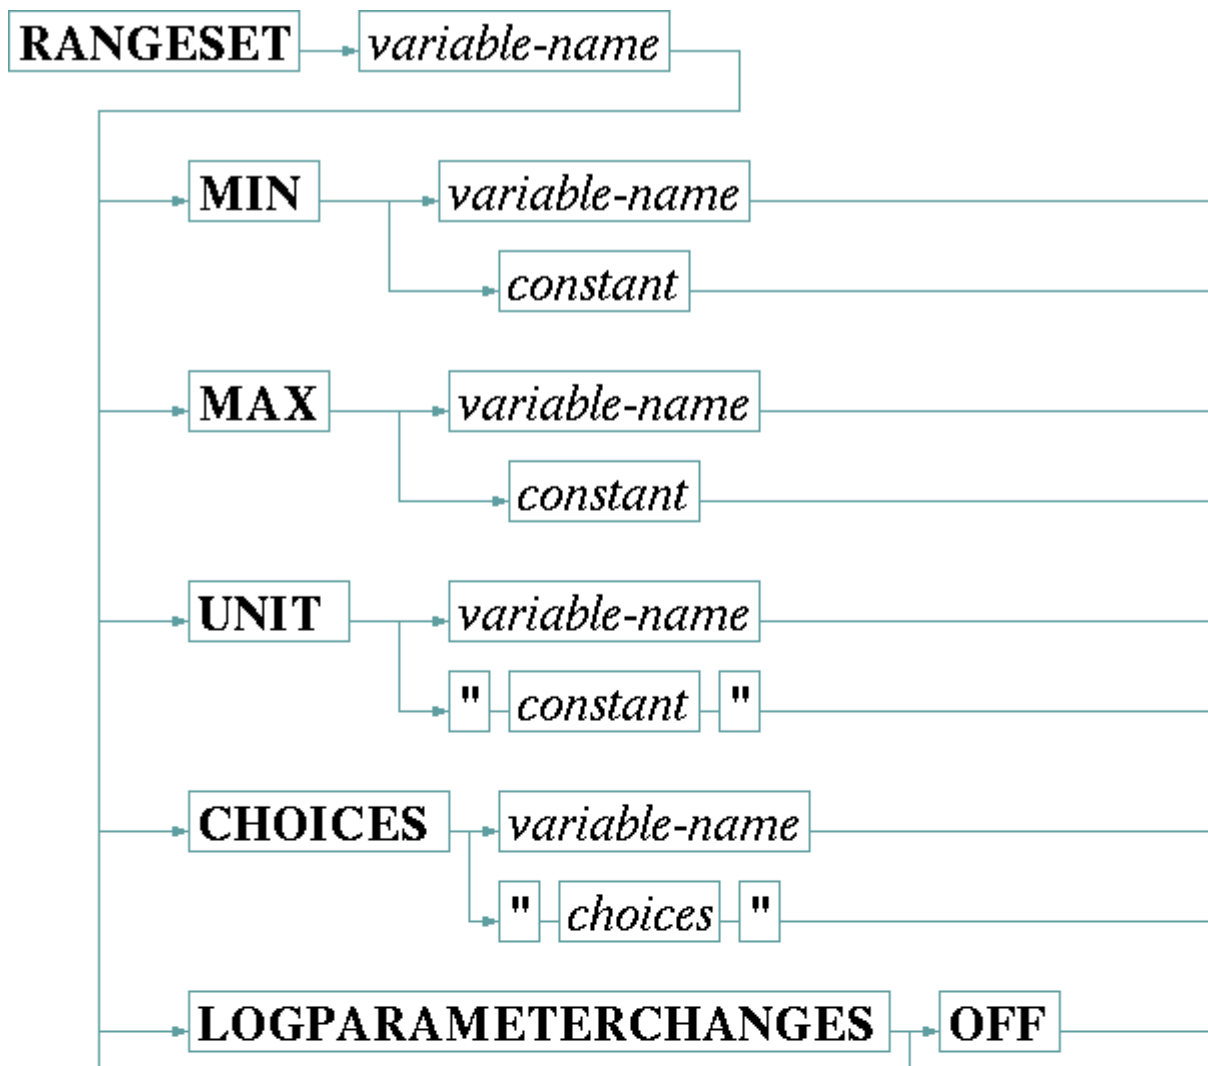 RANGESET variable-name
MIN variable-name
constant
MAX variable-name
constant
UNIT variable-name
" constant "
CHOICES variable-name
" choices "
LOGPARAMETERCHANGES OFF